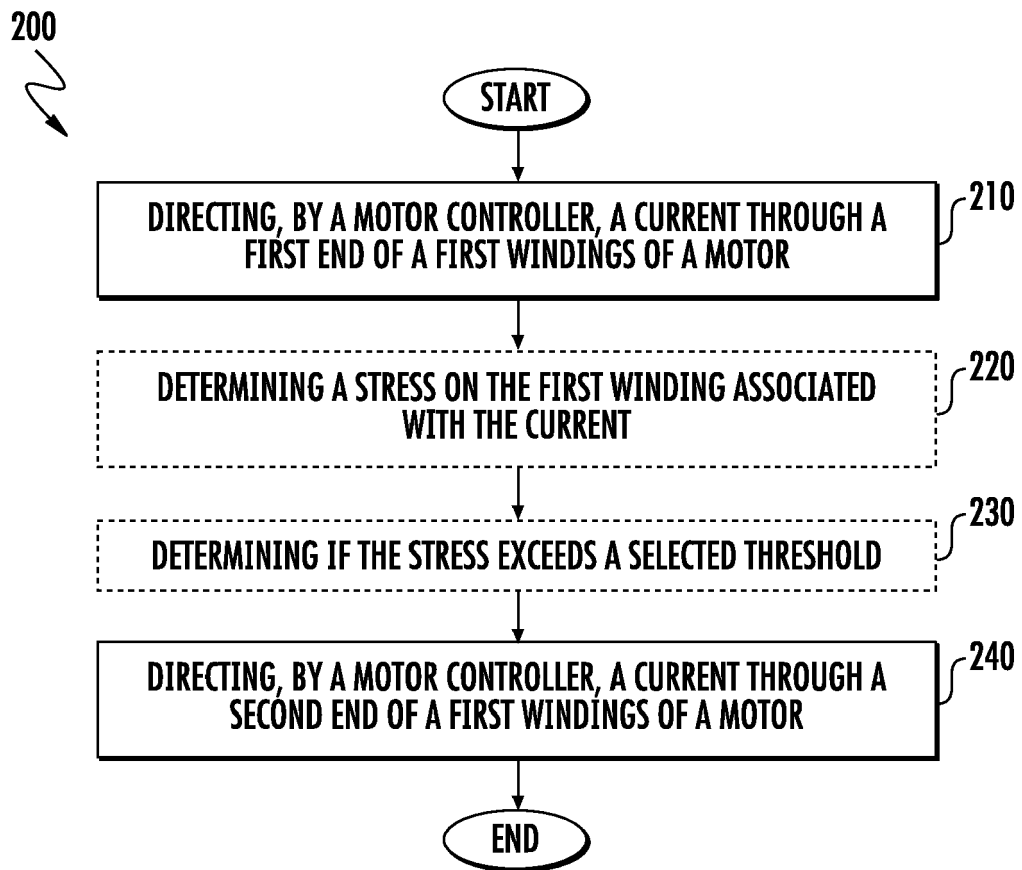 200
START
DIRECTING, BY A MOTOR CONTROLLER, A CURRENT THROUGH A
FIRST END OF A FIRST WINDINGS OF A MOTOR
210
DETERMINING A STRESS ON THE FIRST WINDING ASSOCIATED
WITH THE CURRENT
220
DETERMINING IF THE STRESS EXCEEDS A SELECTED THRESHOLD
230
DIRECTING, BY A MOTOR CONTROLLER, A CURRENT THROUGH A
SECOND END OF A FIRST WINDINGS OF A MOTOR
240
END